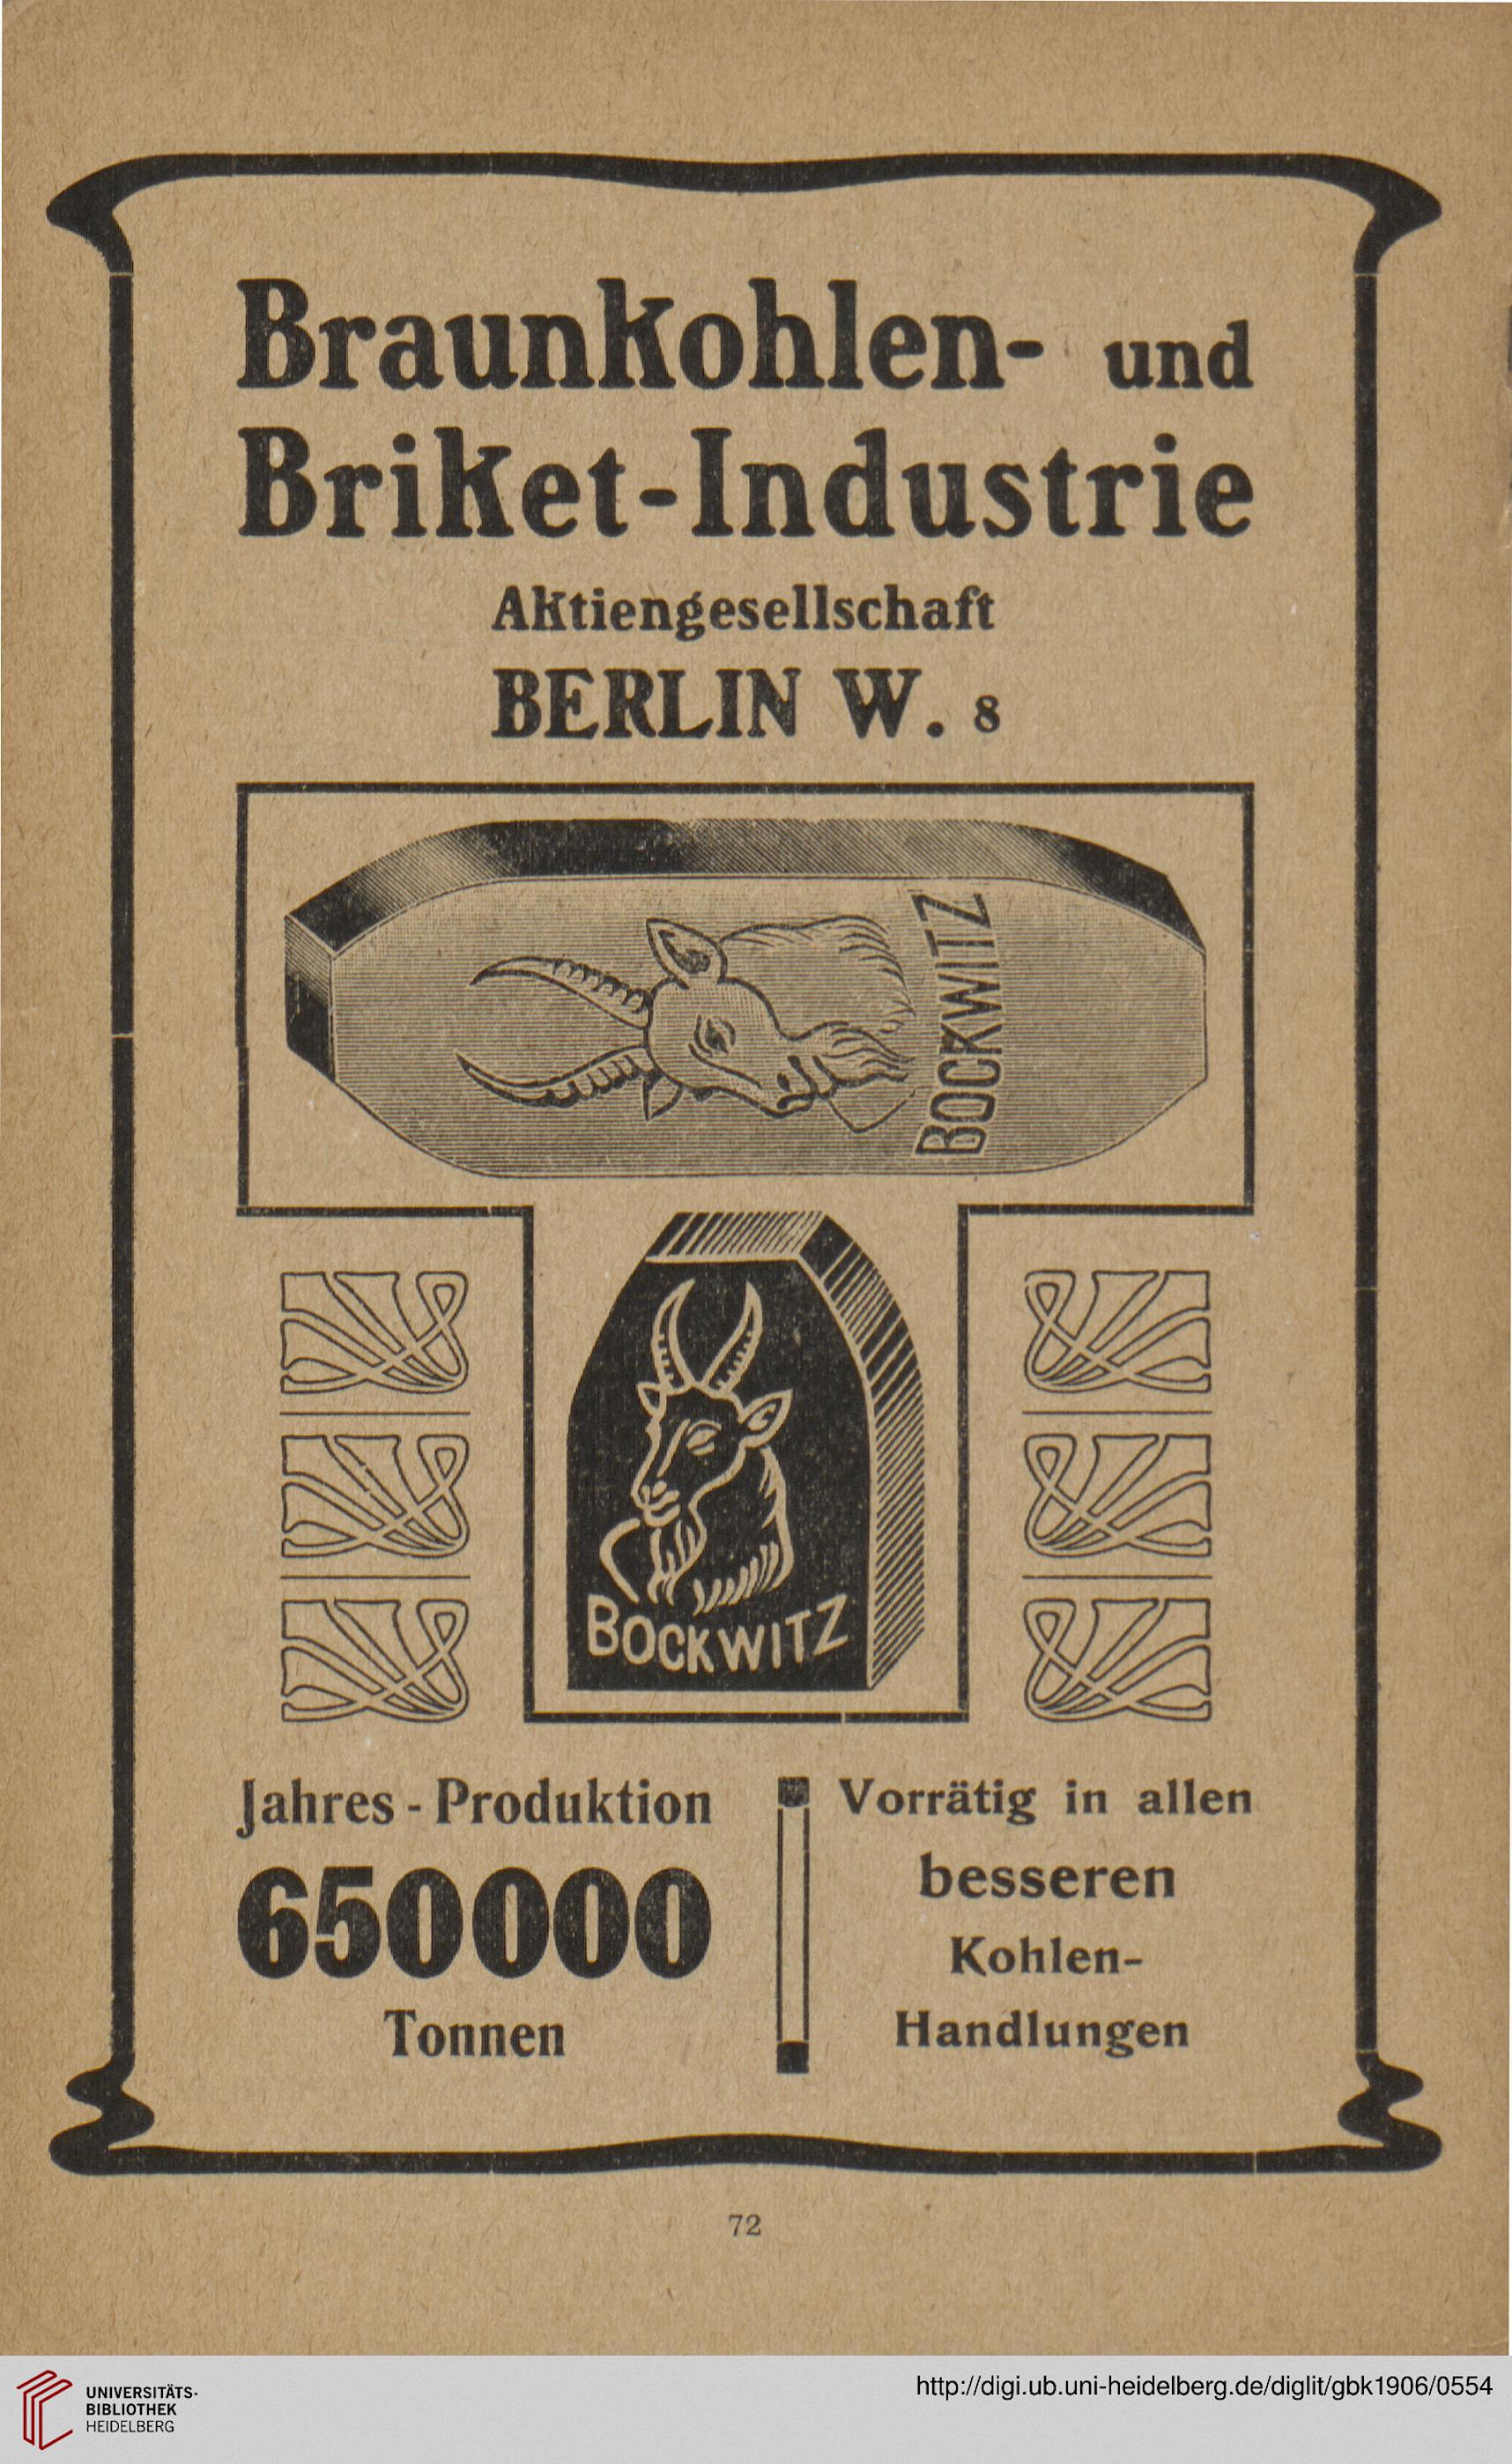 Braunkohlen- und
Briket-Industrie
Aktiengesellschaft
BERLIN W. 8
BOCKWITZ
BOCKWITZ
Jahres - Produktion
650000
Tonnen
Vorrätig in allen
besseren
Kohlen-
Handlungen
72
UNIVERSITÄTS-
BIBLIOTHEK
HEIDELBERG
http://digi.ub.uni-heidelberg.de/diglit/gbk1906/0554